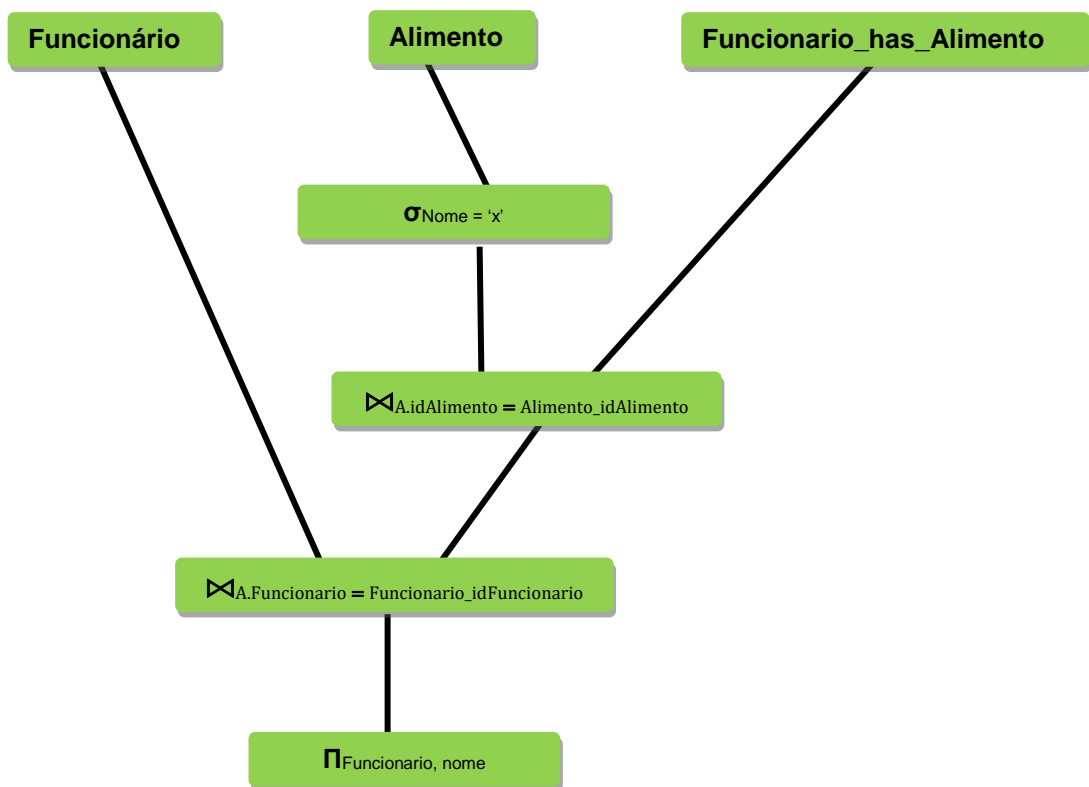 Funcionário
Alimento
Funcionario_has_Alimento
σNome = ‘x’
⋈A.idAlimento = Alimento_idAlimento
⋈A.Funcionario = Funcionario_idFuncionario
ΠFuncionario, nome